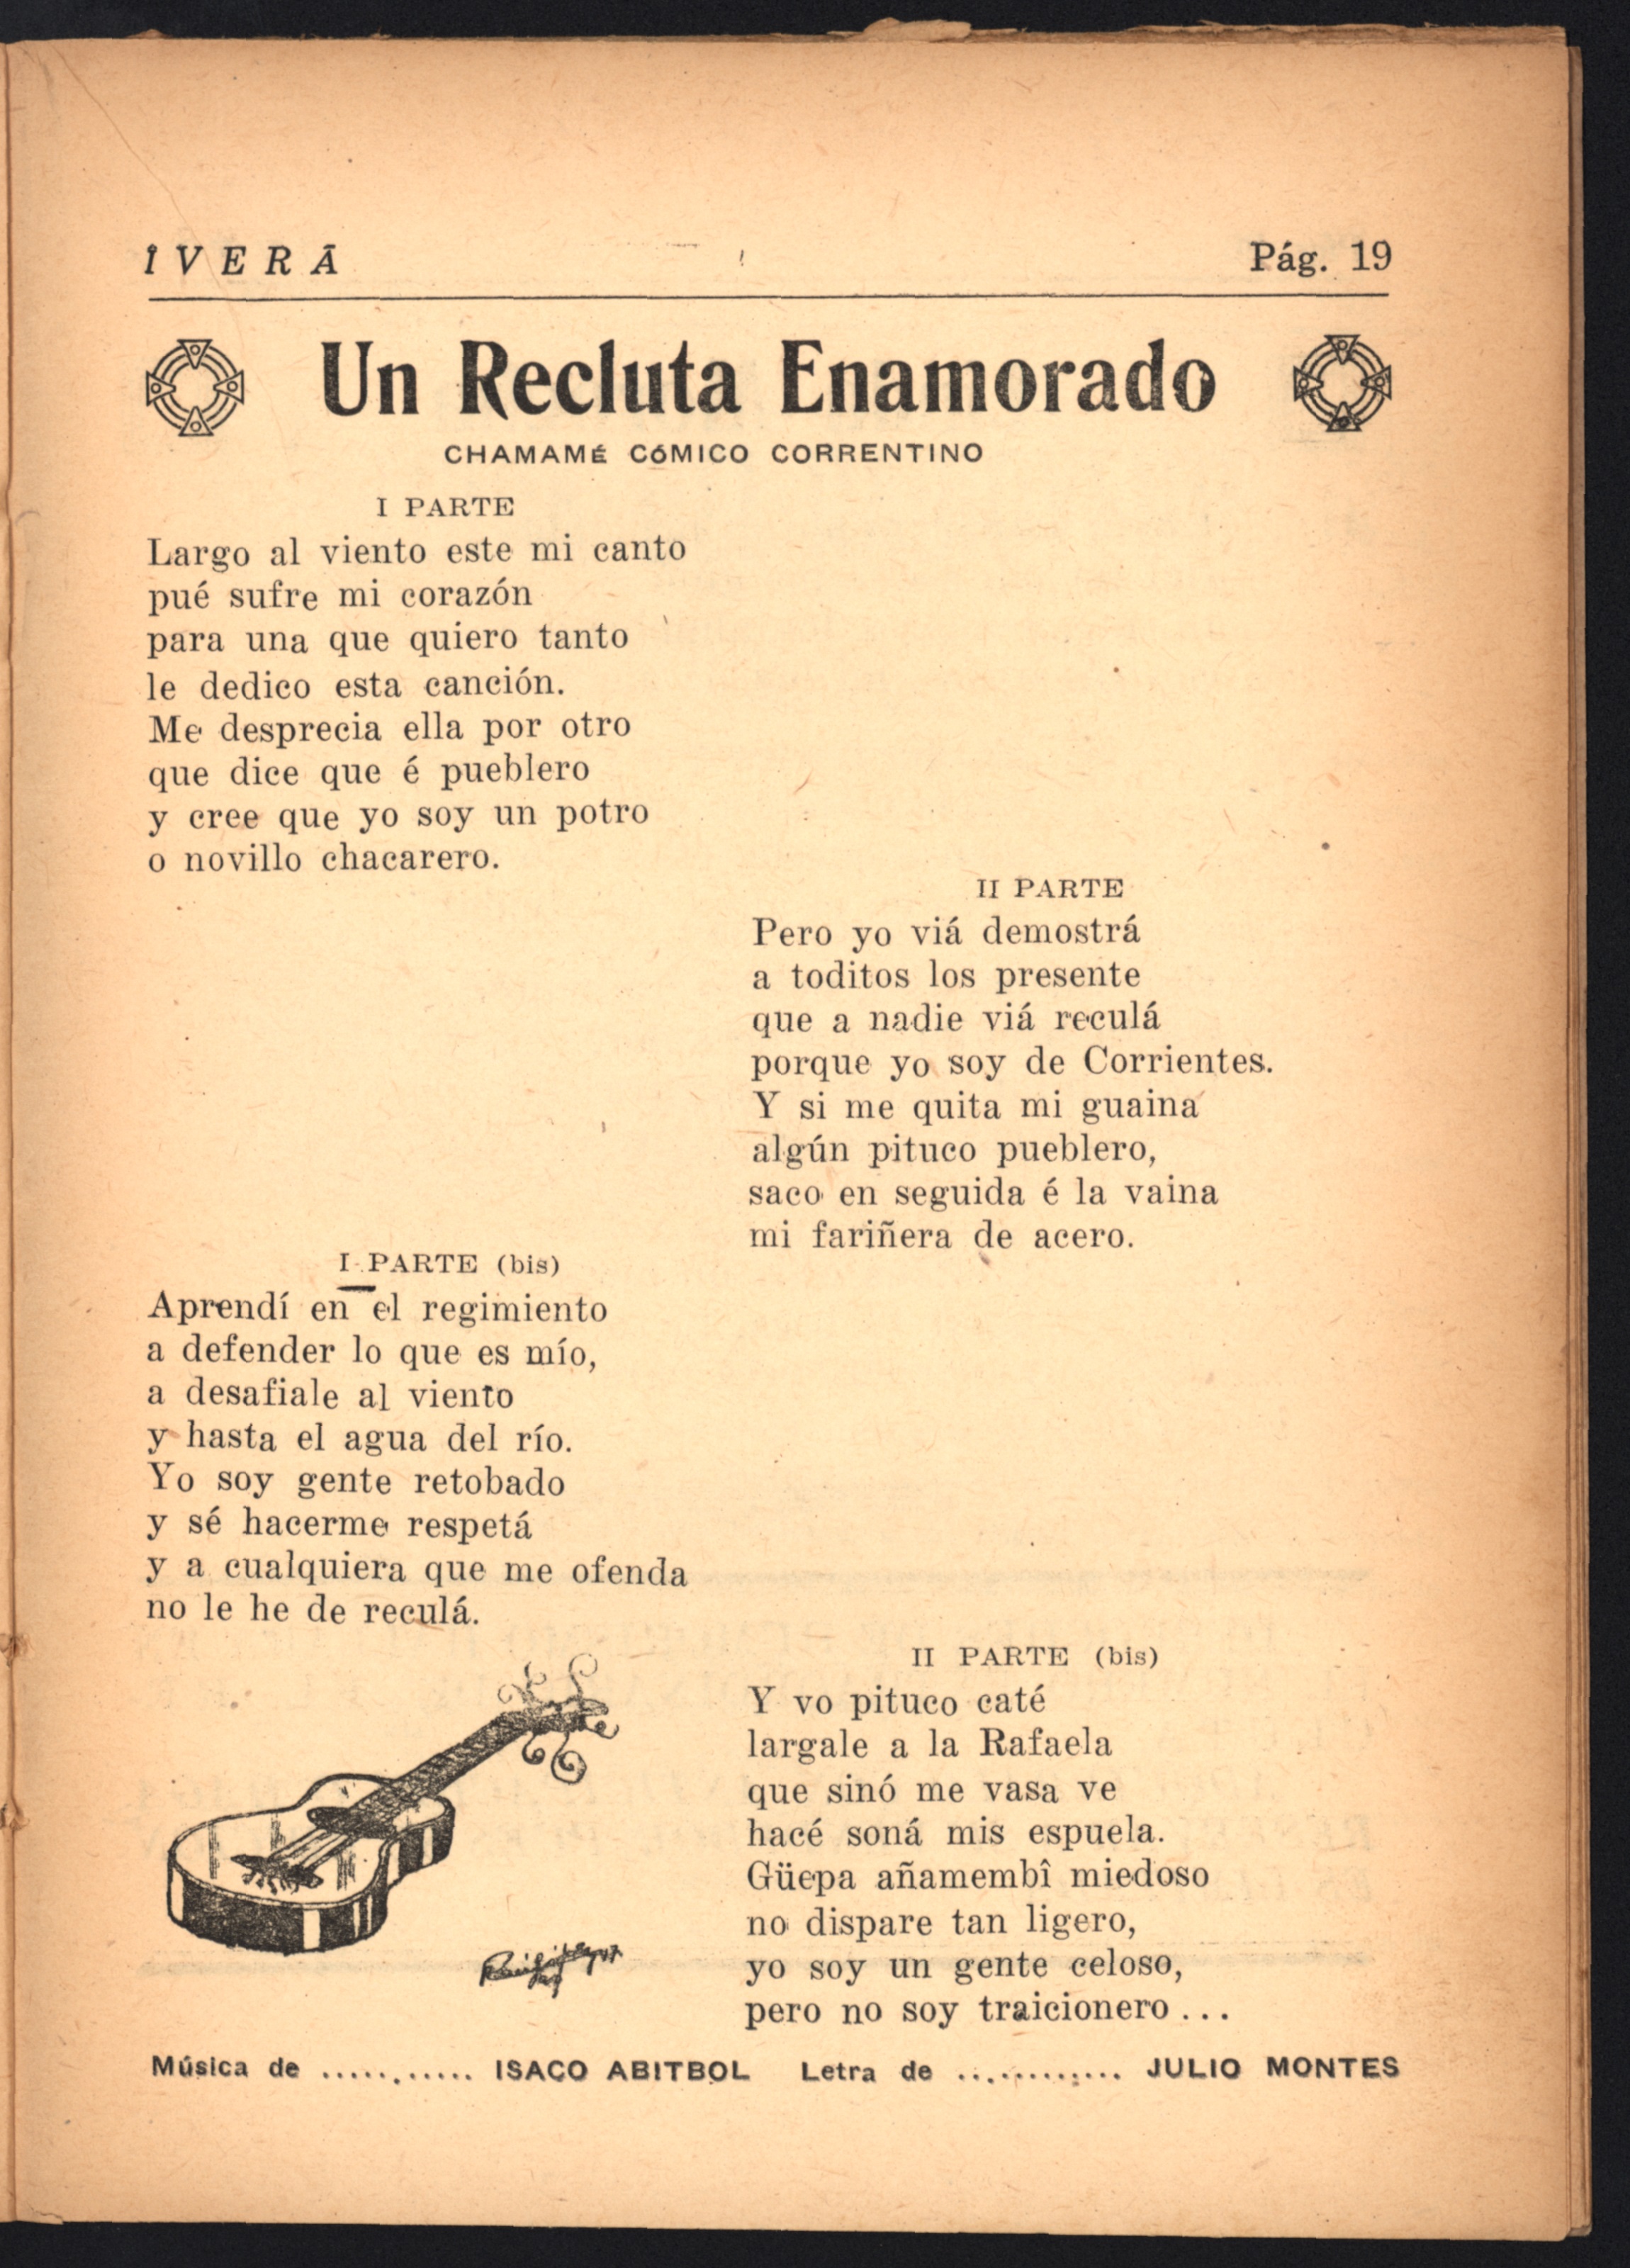 ÎVERÃ
Pág. 19
Un Recluta Enamorado
CHAMAMÉ CÓMICO CORRENTINO
I PARTE
Largo al viento este mi canto
pué sufre mi corazón
para una que quiero tanto
le dedico esta canción.
Me desprecia ella por otro
que dice que é pueblero
y cree que yo soy un potro
o novillo chacarero.
II PARTE
Pero yo viá demostrá
a toditos los presente
que a nadie viá reculá
porque yo soy de Corrientes.
Y si me quita mi guaina
algún pituco pueblero,
saco en seguida é la vaina
mi fariñera de acero.
I PARTE (bis)
Aprendí en el regimiento
a defender lo que es mío,
a desafiale al viento
y hasta el agua del río.
Yo soy gente retobado
y sé hacerme respetá
y a cualquiera que me ofenda
no le he de reculá.
II PARTE (bis)
Y vo pituco caté
largale a la Rafaela
que sinó me vasa ve
hacé soná mis espuela.
Güepa añamembî miedoso
no dispare tan ligero,
yo soy un gente celoso,
pero no soy traicionero...
Música de ........... ISACO ABITBOL Letra de ............ JULIO MONTES